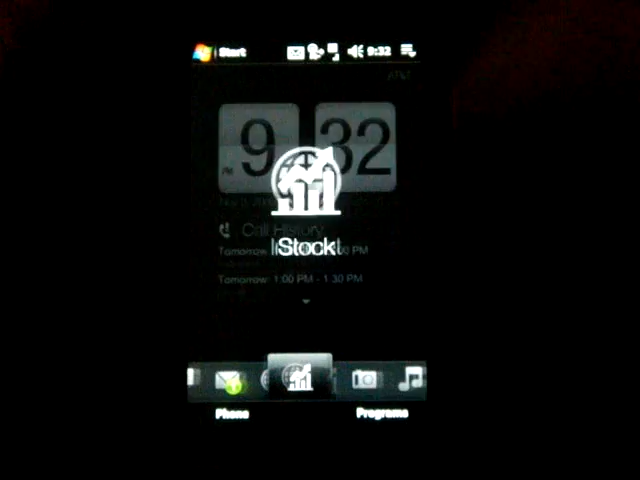 Start 9:32
AT&T
9 32
PM
Call History
Stock
Tomorrow
Tomorrow 1:00 PM - 1:30 PM
Phone Programs